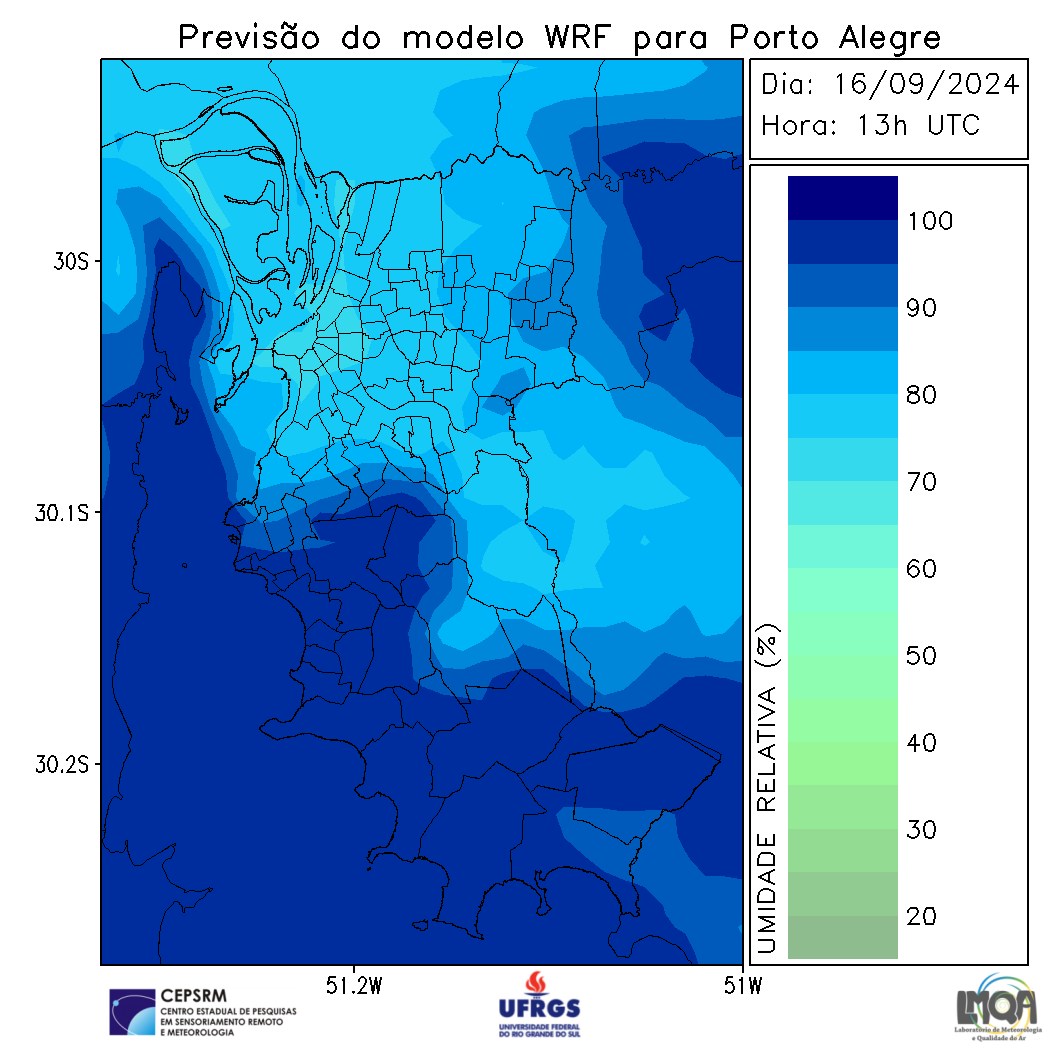 Previsão do modelo WRF para Porto Alegre
Dia: 16/09/2024
Hora: 13h UTC
30S
30.1S
30.2S
51.2W
51W
100
90
80
70
60
50
40
30
20
UMIDADE RELATIVA (%)
CEPSRM
CENTRO ESTADUAL DE PESQUISAS
EM SENSORIAMENTO REMOTO
E METEOROLOGIA
UFRGS
UNIVERSIDADE FEDERAL
DO RIO GRANDE DO SUL
LMQA
Laboratório de Meteorologia
e Qualidade do Ar